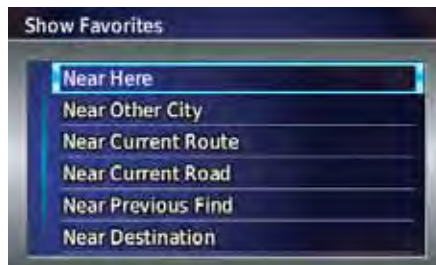 Show Favorites
Near Here
Near Other City
Near Current Route
Near Current Road
Near Previous Find
Near Destination